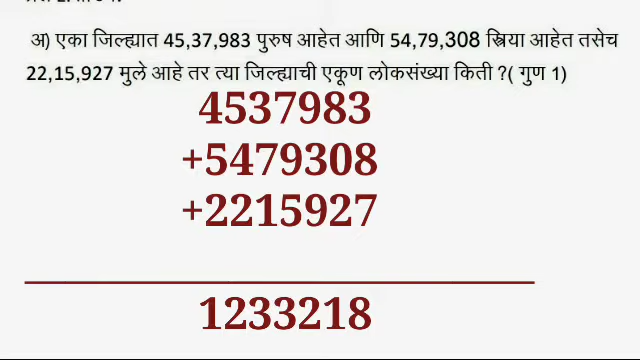 अ) एका जिल्ह्यात 45,37,983 पुरुष आहेत आणि 54,79,308 स्त्रिया आहेत तसेच
22,15,927 मुले आहे तर त्या जिल्ह्याची एकूण लोकसंख्या किती ?( गुण 1)
4537983
+5479308
+2215927
1233218